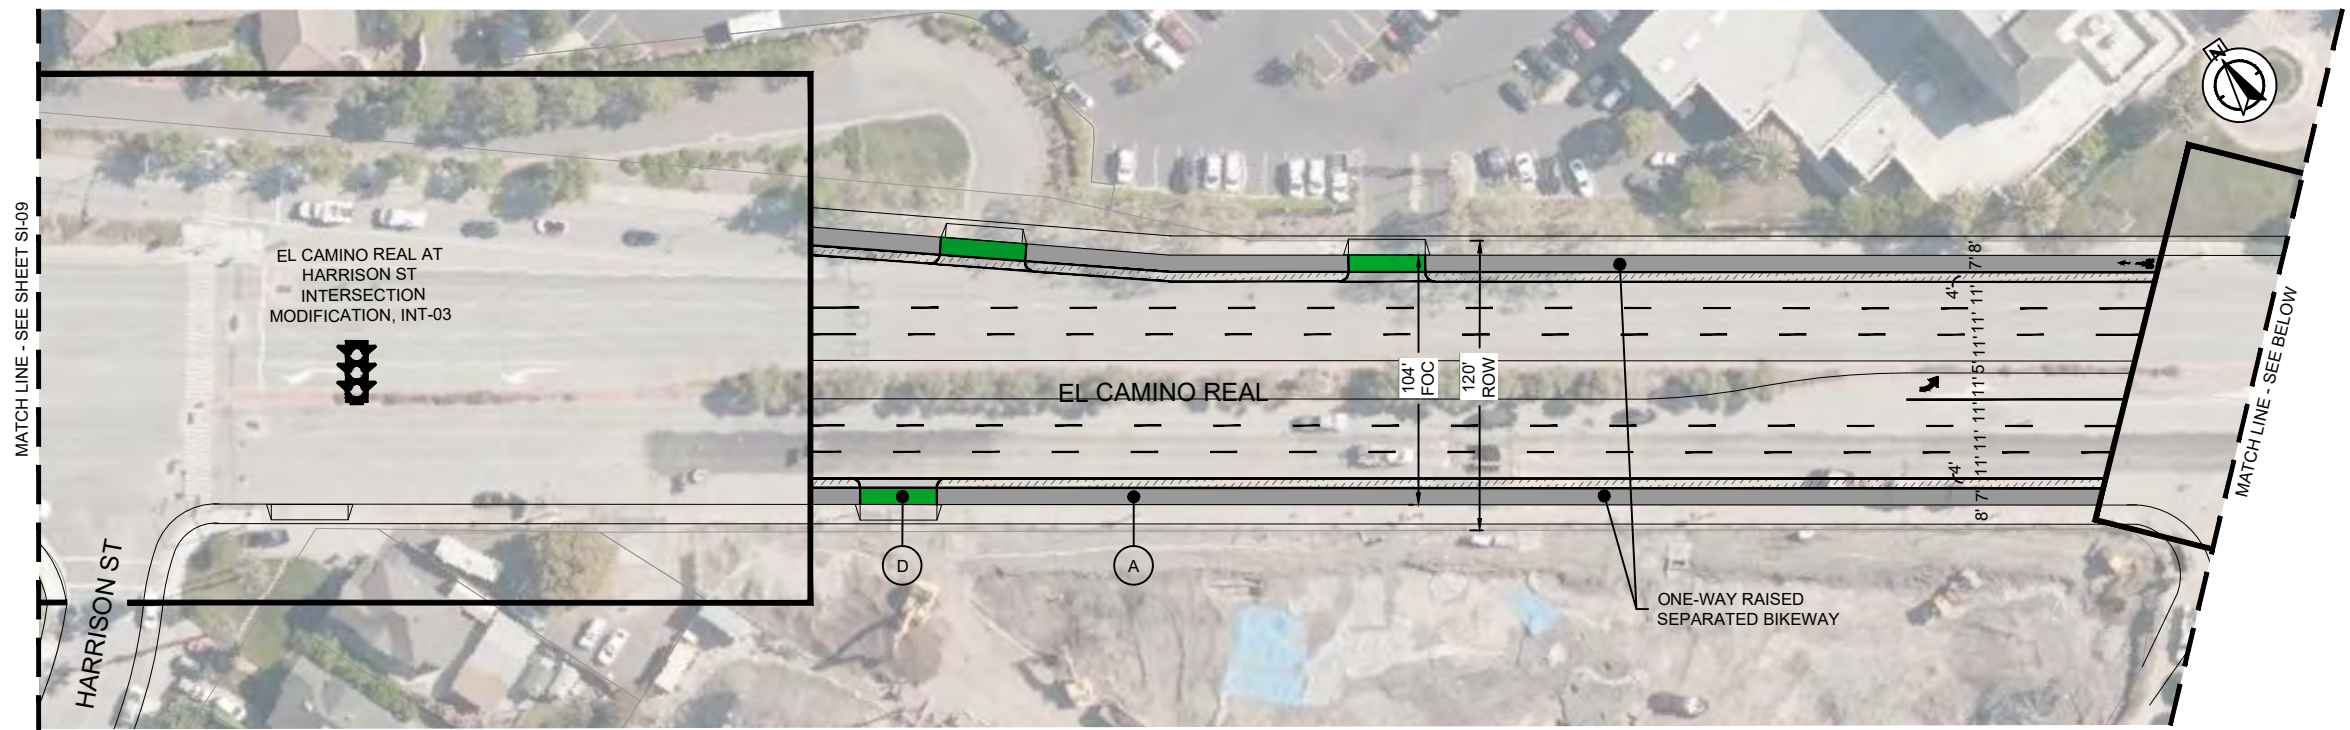 MATCH LINE - SEE SHEET SI-09
EL CAMINO REAL AT
HARRISON ST
INTERSECTION
MODIFICATION, INT-03
HARRISON ST
EL CAMINO REAL
D
A
104'
FOC
120'
ROW
8'
7'
4'
11'
11'
11'
5'
11'
11'
11'
4'
7'
8'
ONE-WAY RAISED
SEPARATED BIKEWAY
N
MATCH LINE - SEE BELOW